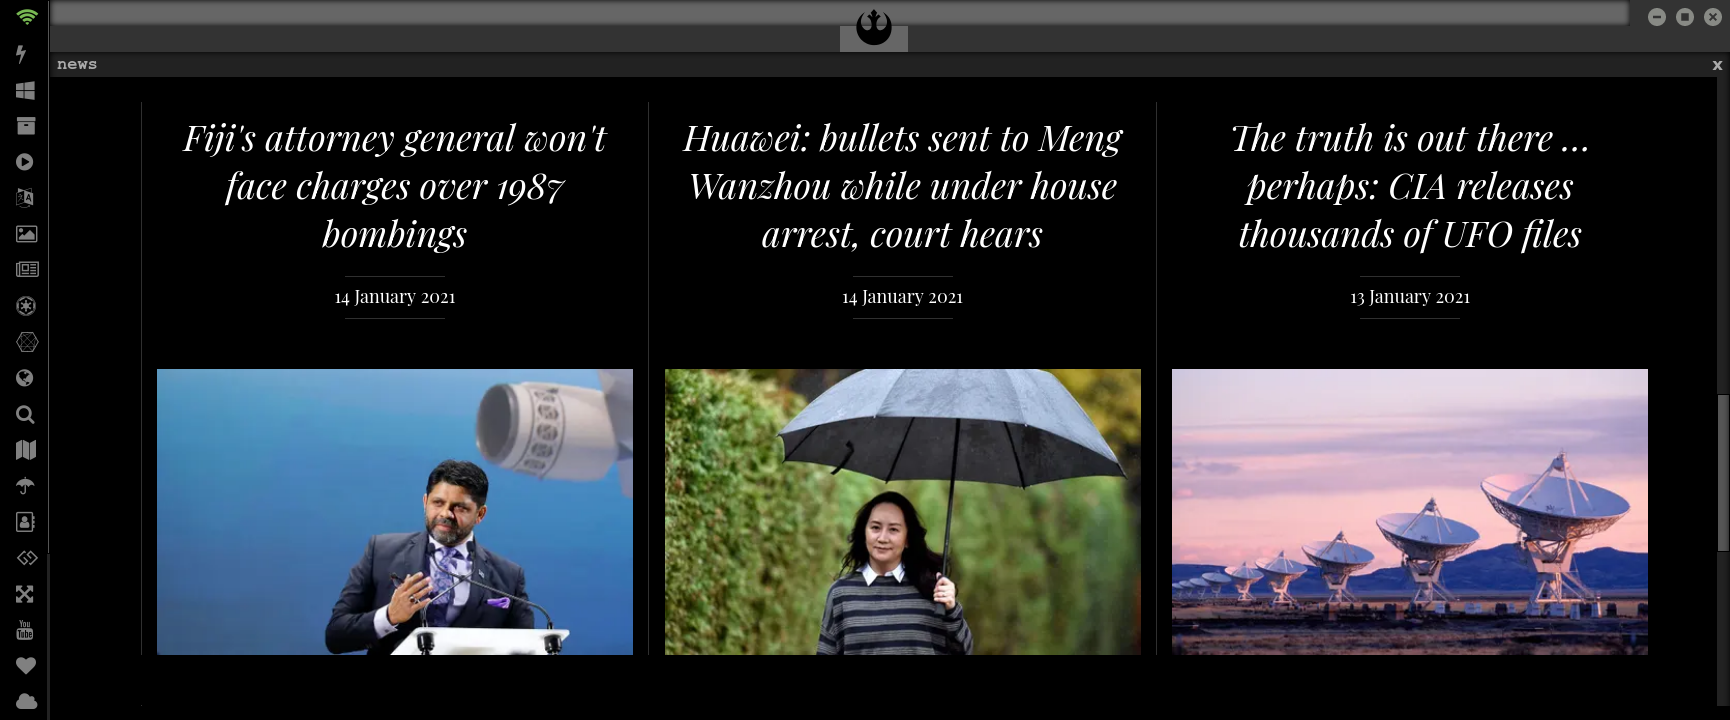 news
x
Fiji's attorney general won't
face charges over 1987
bombings
14 January 2021
Huawei: bullets sent to Meng
Wanzhou while under house
arrest, court hears
14 January 2021
The truth is out there …
perhaps: CIA releases
thousands of UFO files
13 January 2021
You
Tube